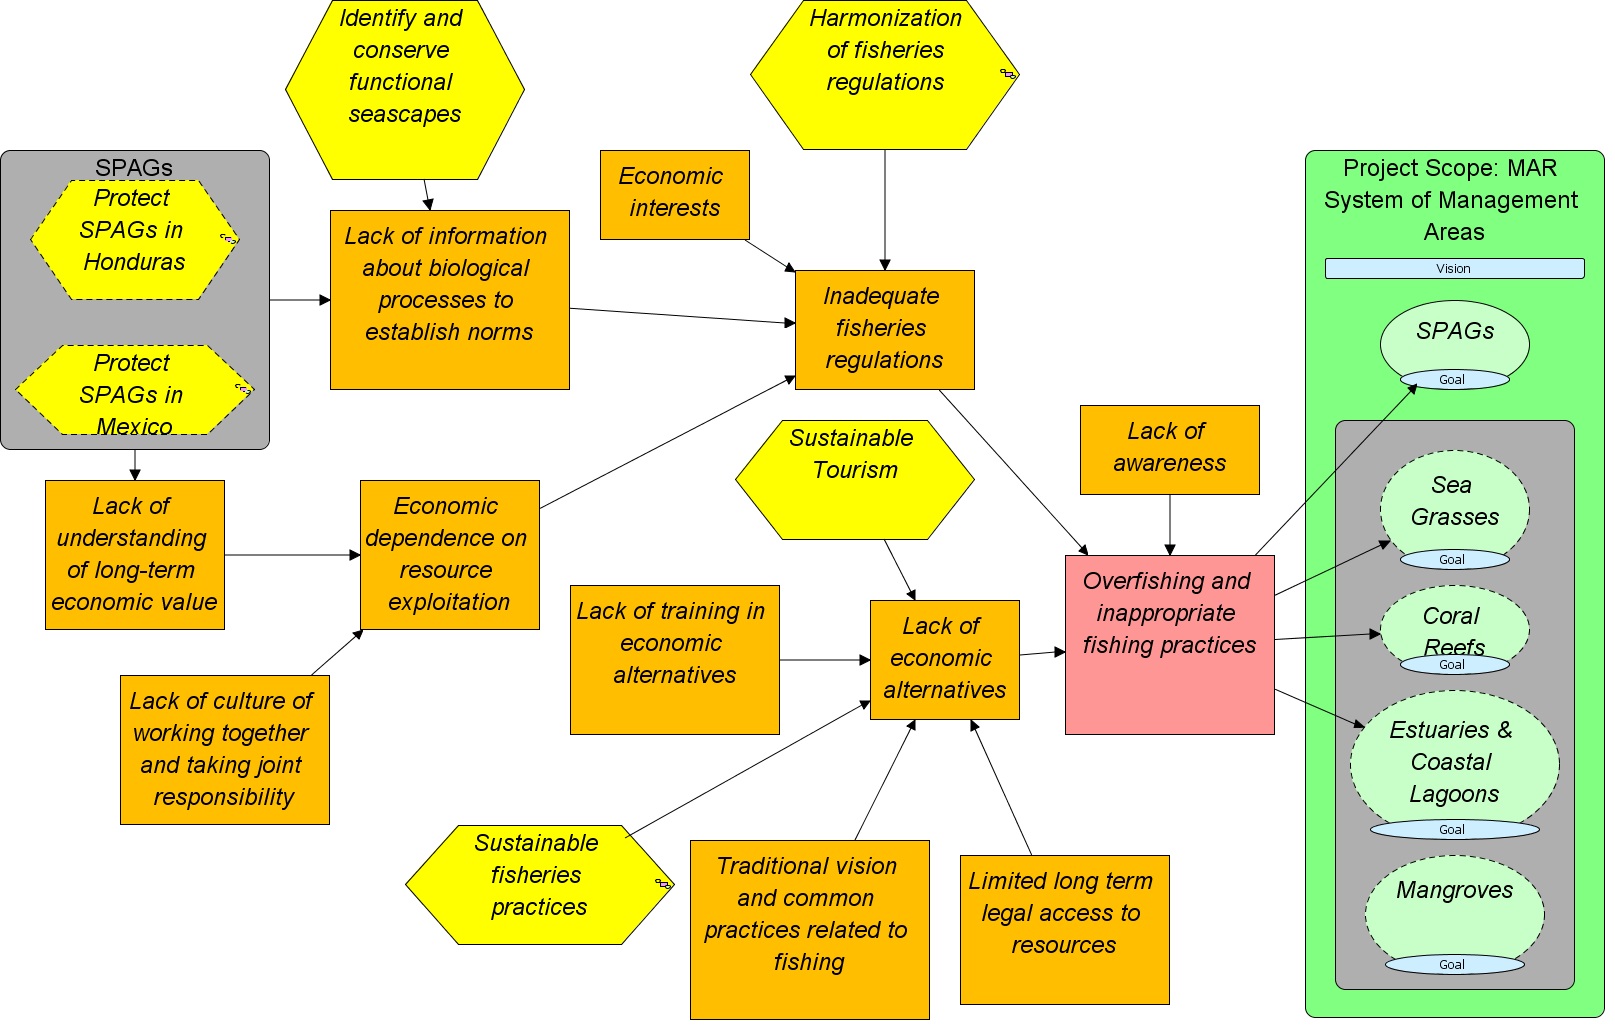 Identify and
conserve
functional
seascapes
Harmonization
of fisheries
regulations
SPAGs
Protect
SPAGs in
Honduras
Protect
SPAGs in
Mexico
Lack of information
about biological
processes to
establish norms
Economic
interests
Inadequate
fisheries
regulations
Project Scope: MAR
System of Management
Areas
Vision
SPAGs
Goal
Sea
Grasses
Goal
Coral
Reefs
Goal
Estuaries &
Coastal
Lagoons
Goal
Mangroves
Goal
Lack of
awareness
Sustainable
Tourism
Lack of
understanding
of long-term
economic value
Economic
dependence on
resource
exploitation
Lack of training in
economic
alternatives
Lack of
economic
alternatives
Overfishing and
inappropriate
fishing practices
Lack of culture of
working together
and taking joint
responsibility
Sustainable
fisheries
practices
Traditional vision
and common
practices related to
fishing
Limited long term
legal access to
resources